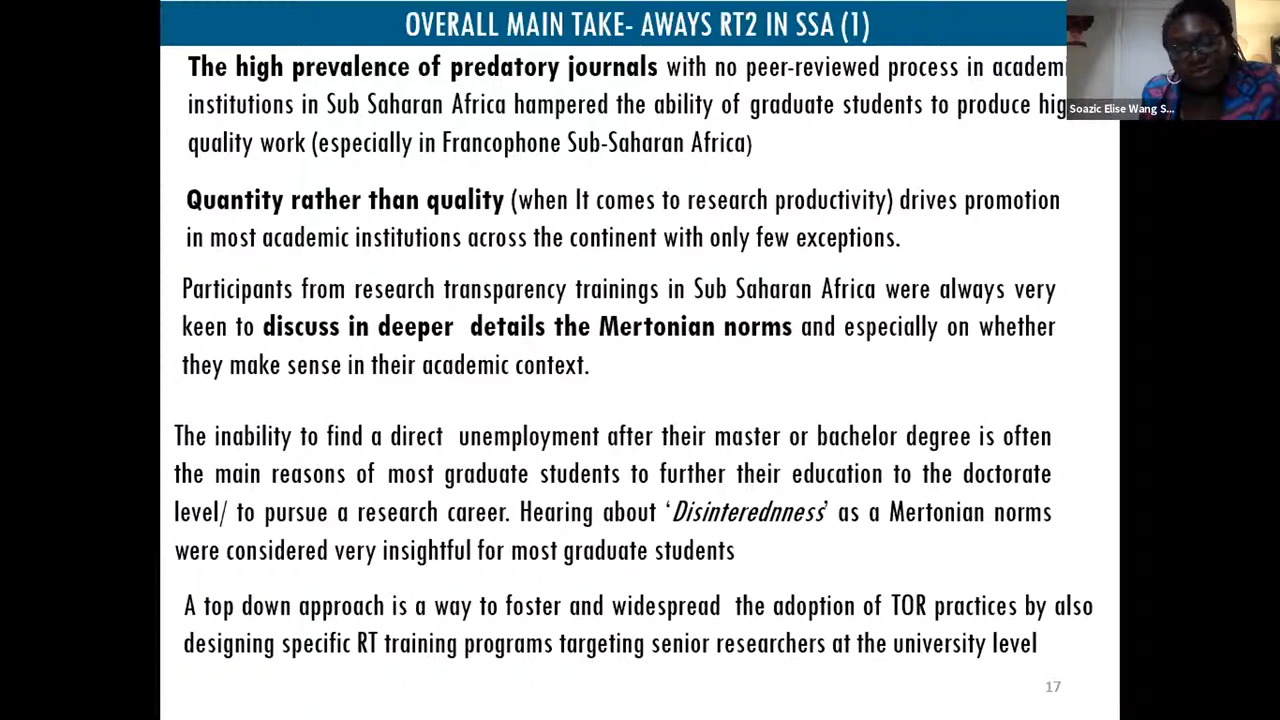 OVERALL MAIN TAKE- AWAYS RT2 IN SSA (1)
The high prevalence of predatory journals with no peer-reviewed process in academi
institutions in Sub Saharan Africa hampered the ability of graduate students to produce hig
quality work (especially in Francophone Sub-Saharan Africa)
Soazic Elise Wang S...
Quantity rather than quality (when It comes to research productivity) drives promotion
in most academic institutions across the continent with only few exceptions.
Participants from research transparency trainings in Sub Saharan Africa were always very
keen to discuss in deeper details the Mertonian norms and especially on whether
they make sense in their academic context.
The inability to find a direct unemployment after their master or bachelor degree is often
the main reasons of most graduate students to further their education to the doctorate
level/ to pursue a research career. Hearing about ‘Disinterednness’ as a Mertonian norms
were considered very insightful for most graduate students
A top down approach is a way to foster and widespread the adoption of TOR practices by also
designing specific RT training programs targeting senior researchers at the university level
17